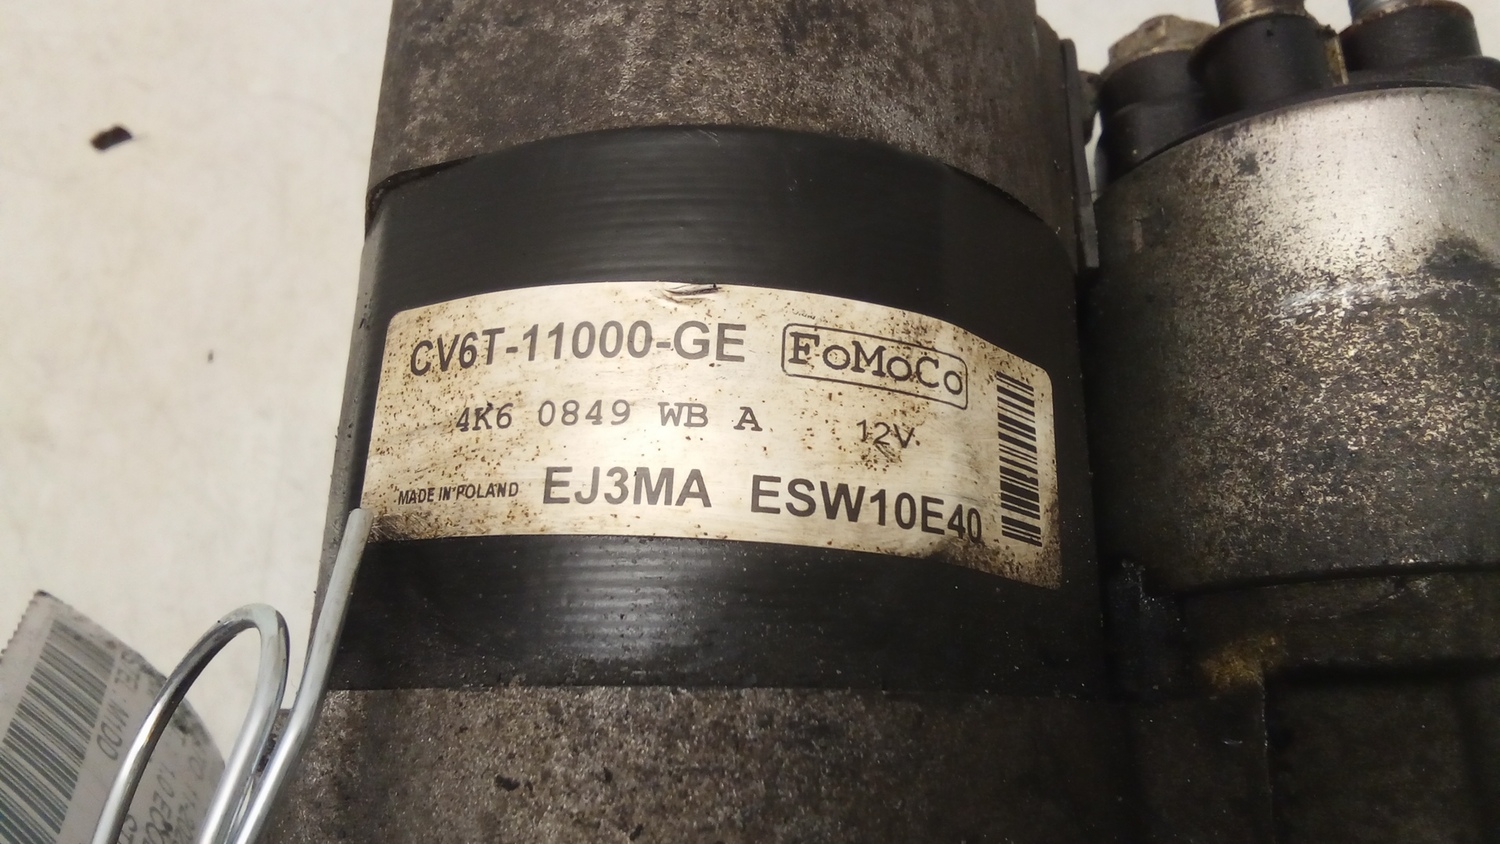 CV6T-11000-GE FoMoCo
4K6 0849 WB A 12V
MADE IN POLAND EJ3MA ESW10E40